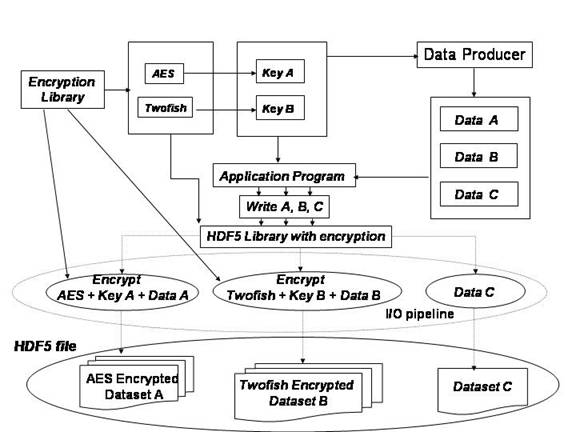 Encryption
Library
AES
Twofish
Key A
Key B
Data Producer
Data A
Data B
Data C
Application Program
Write A, B, C
HDF5 Library with encryption
Encrypt
AES + Key A + Data A
Encrypt
Twofish + Key B + Data B
Data C
I/O pipeline
HDF5 file
AES Encrypted
Dataset A
Twofish Encrypted
Dataset B
Dataset C